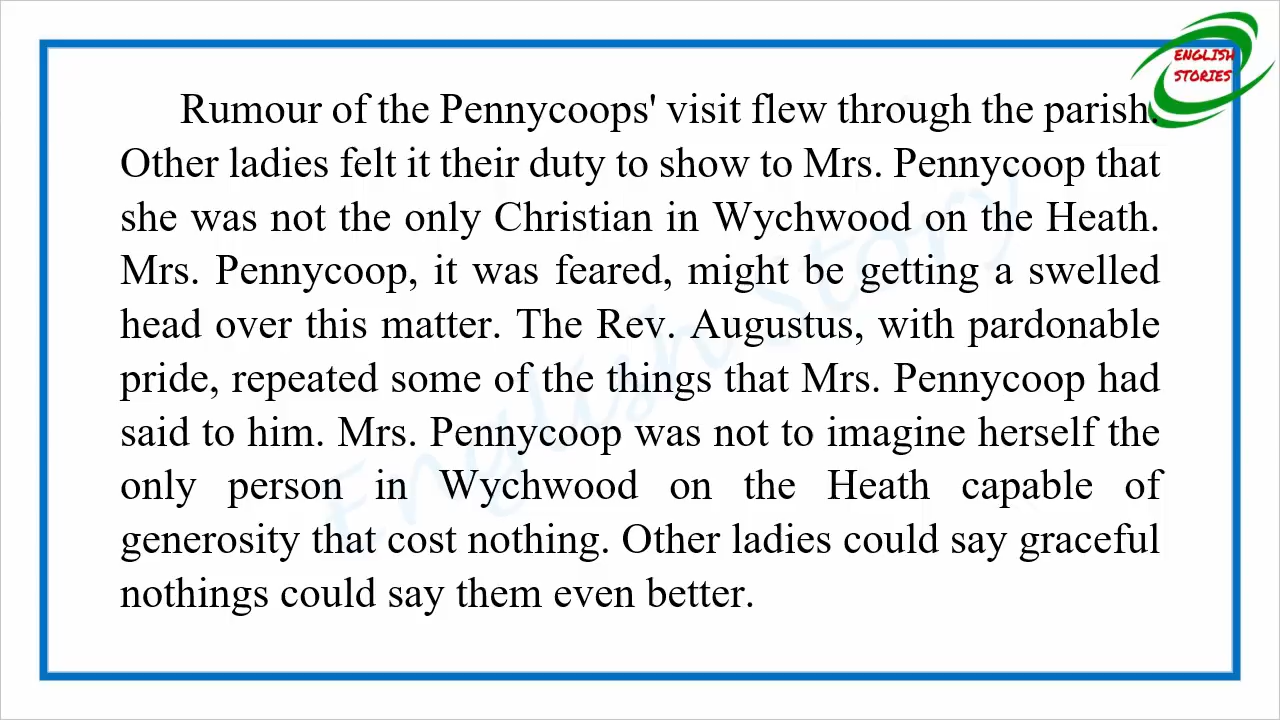 ENGLISH
STORIES
Rumour of the Pennycoops' visit flew through the parish.
Other ladies felt it their duty to show to Mrs. Pennycoop that
she was not the only Christian in Wychwood on the Heath.
Mrs. Pennycoop, it was feared, might be getting a swelled
head over this matter. The Rev. Augustus, with pardonable
pride, repeated some of the things that Mrs. Pennycoop had
said to him. Mrs. Pennycoop was not to imagine herself the
only person in Wychwood on the Heath capable of
generosity that cost nothing. Other ladies could say graceful
nothings could say them even better.
English Story